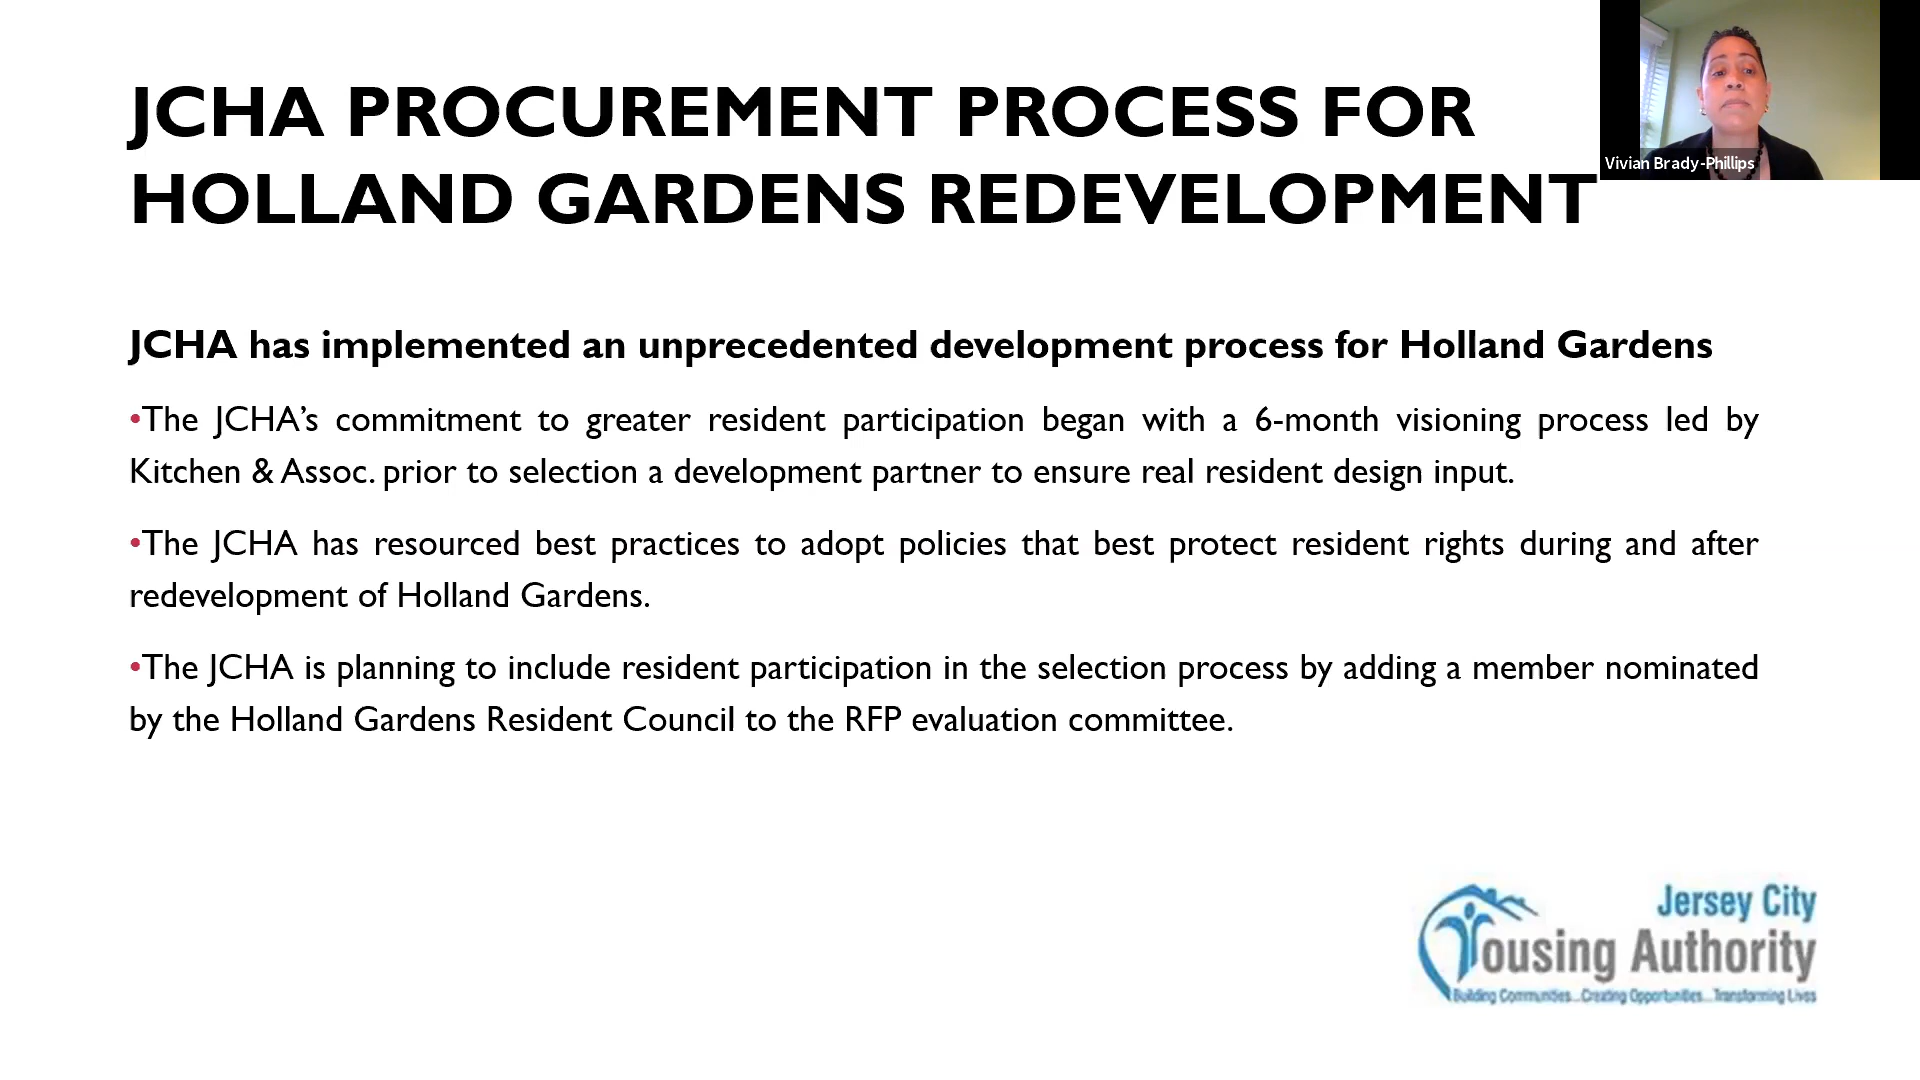 JCHA PROCUREMENT PROCESS FOR
HOLLAND GARDENS REDEVELOPMENT
Vivian Brady-Phillips
JCHA has implemented an unprecedented development process for Holland Gardens
•The JCHA’s commitment to greater resident participation began with a 6-month visioning process led by
Kitchen & Assoc. prior to selection a development partner to ensure real resident design input.
•The JCHA has resourced best practices to adopt policies that best protect resident rights during and after
redevelopment of Holland Gardens.
•The JCHA is planning to include resident participation in the selection process by adding a member nominated
by the Holland Gardens Resident Council to the RFP evaluation committee.
Jersey City
Housing Authority
Building Communities...Creating Opportunities...Transforming Lives